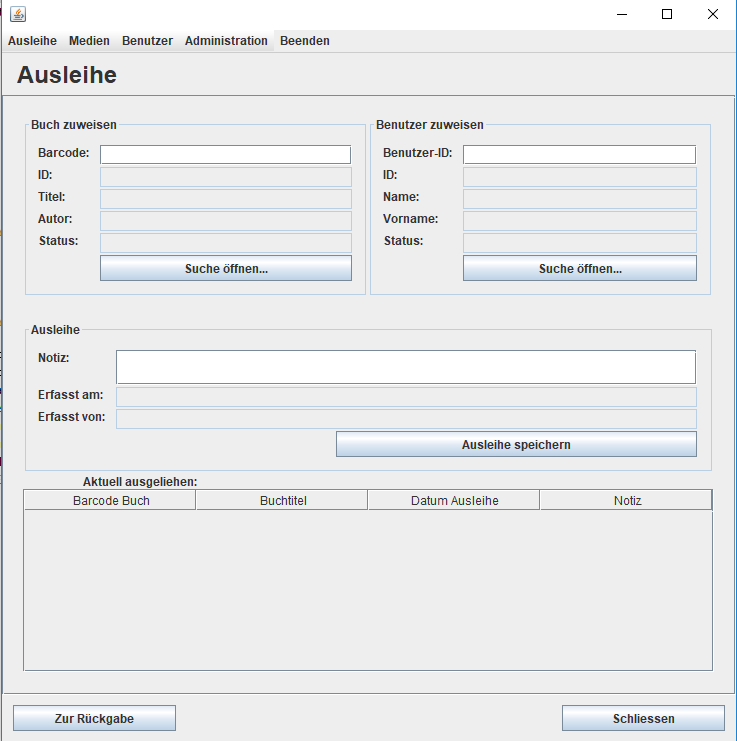 Ausleihe Medien Benutzer Administration Beenden
Ausleihe
Buch zuweisen
Barcode:
ID:
Titel:
Autor:
Status:
Suche öffnen...
Benutzer zuweisen
Benutzer-ID:
ID:
Name:
Vorname:
Status:
Suche öffnen...
Ausleihe
Notiz:
Erfasst am:
Erfasst von:
Ausleihe speichern
Aktuell ausgeliehen:
Barcode Buch Buchtitel Datum Ausleihe Notiz
Zur Rückgabe Schliessen